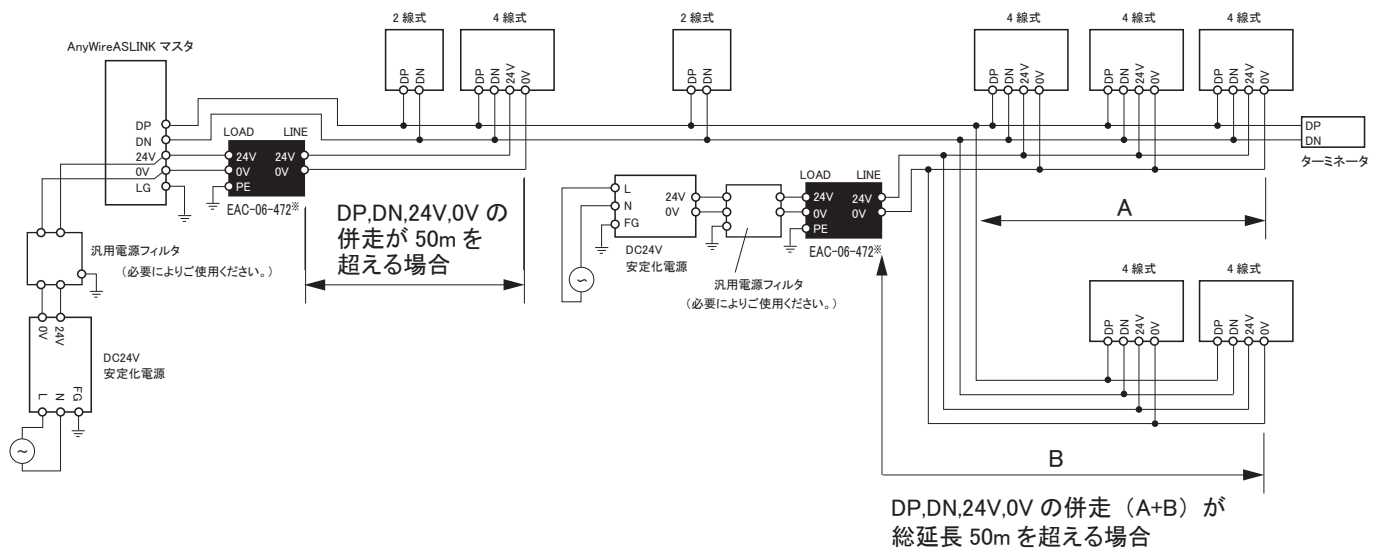 2 線式
4 線式
2 線式
4 線式
4 線式
4 線式
AnyWireASLINK マスタ
DP
DN
DP
DN
24V
0V
DP
DN
DP
DN
24V
0V
DP
DN
24V
0V
DP
DN
24V
0V
DP
DN
24V
0V
LG
LOAD
LINE
24V
0V
PE
24V
0V
EAC-06-472※
DP
DN
ターミネータ
DP,DN,24V,0V の
併走が 50m を
超える場合
L
N
FG
24V
0V
DC24V
安定化電源
LOAD
LINE
24V
0V
PE
24V
0V
EAC-06-472※
汎用電源フィルタ
(必要によりご使用ください。)
A
汎用電源フィルタ
(必要によりご使用ください。)
0V
24V
DC24V
安定化電源
L
N
FG
~
~
4 線式
4 線式
DP
DN
24V
0V
DP
DN
24V
0V
B
DP,DN,24V,0V の併走（A+B）が
総延長 50m を超える場合